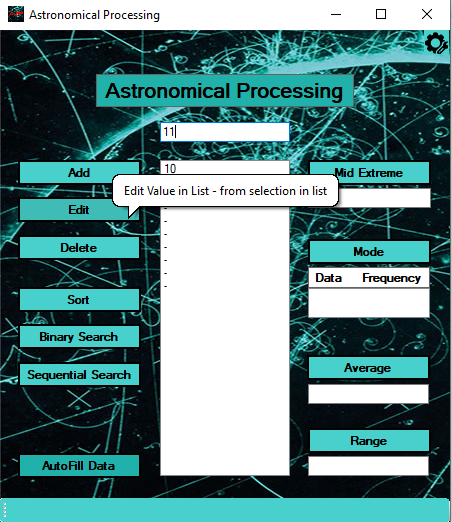 Astronomical Processing
Astronomical Processing
11
Add
10
Mid Extreme
Edit Value in List - from selection in list
Edit
-
-
Delete
Mode
-
-
-
Data Frequency
-
Sort
Binary Search
Average
Sequential Search
Range
AutoFill Data